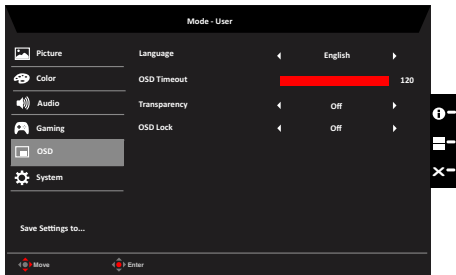 Mode - User
Picture
Language English
Color
OSD Timeout 120
Audio
Transparency Off
Gaming
OSD Lock Off
OSD
System
Save Settings to...
Move Enter